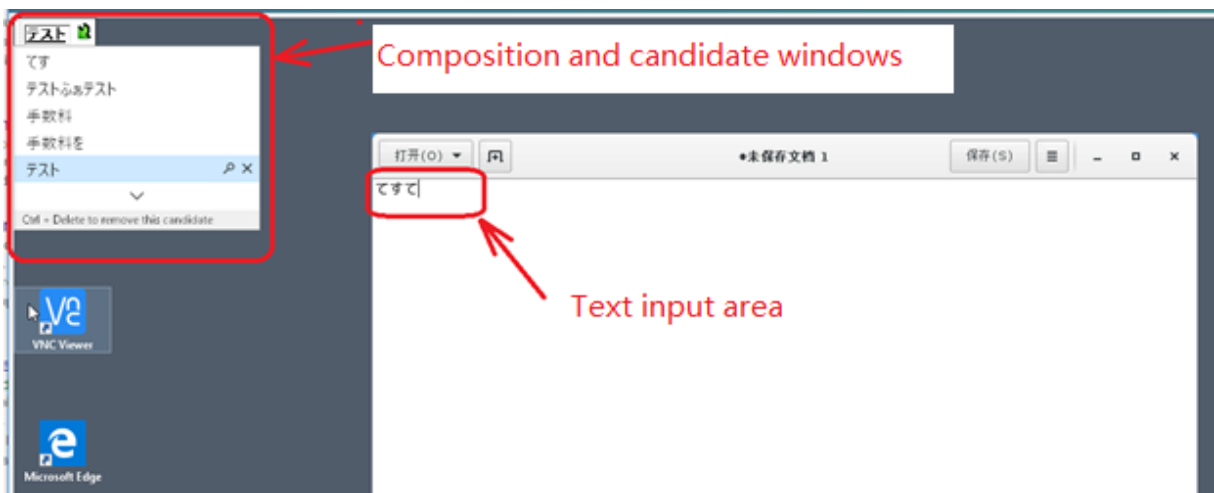 テスト
てす
テストふぁテスト
手数料
手数料を
テスト
Ctrl + Delete to remove this candidate
Composition and candidate windows
打开(O)
•未保存文档 1
保存(S)
てすて
Text input area
VNC Viewer
Microsoft Edge